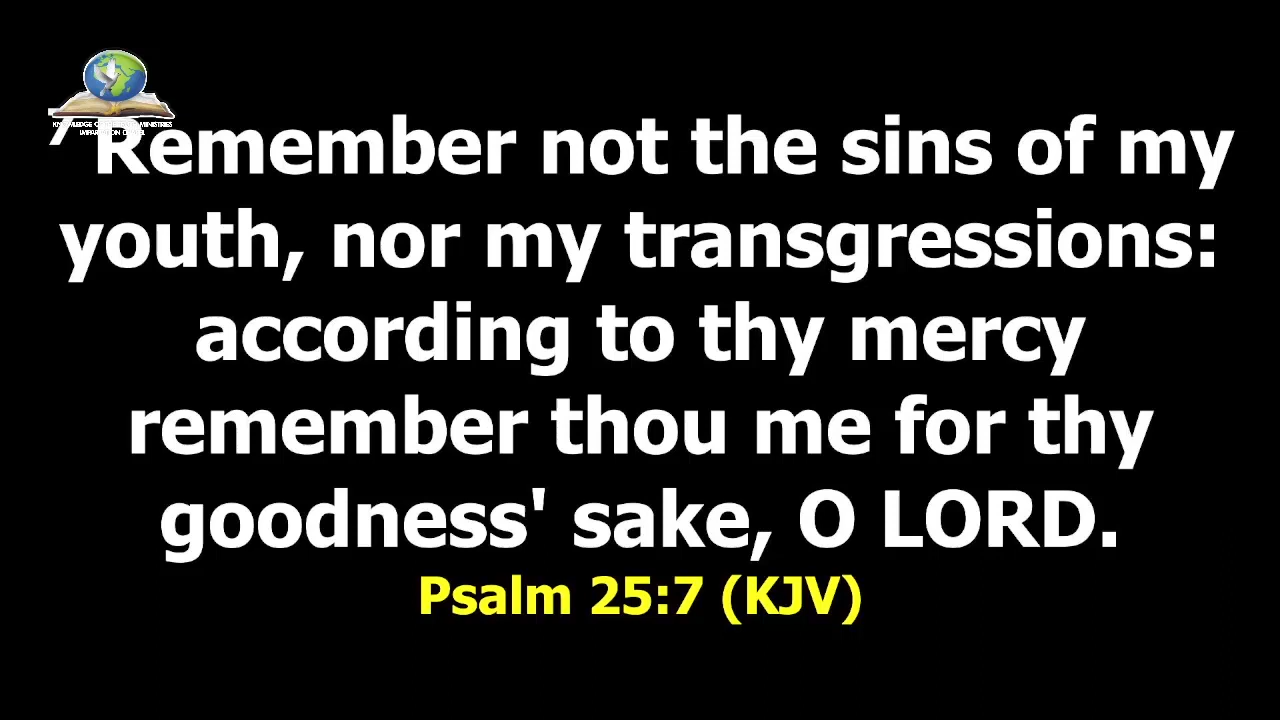 7 Remember not the sins of my
youth, nor my transgressions:
according to thy mercy
remember thou me for thy
goodness' sake, O LORD.
Psalm 25:7 (KJV)